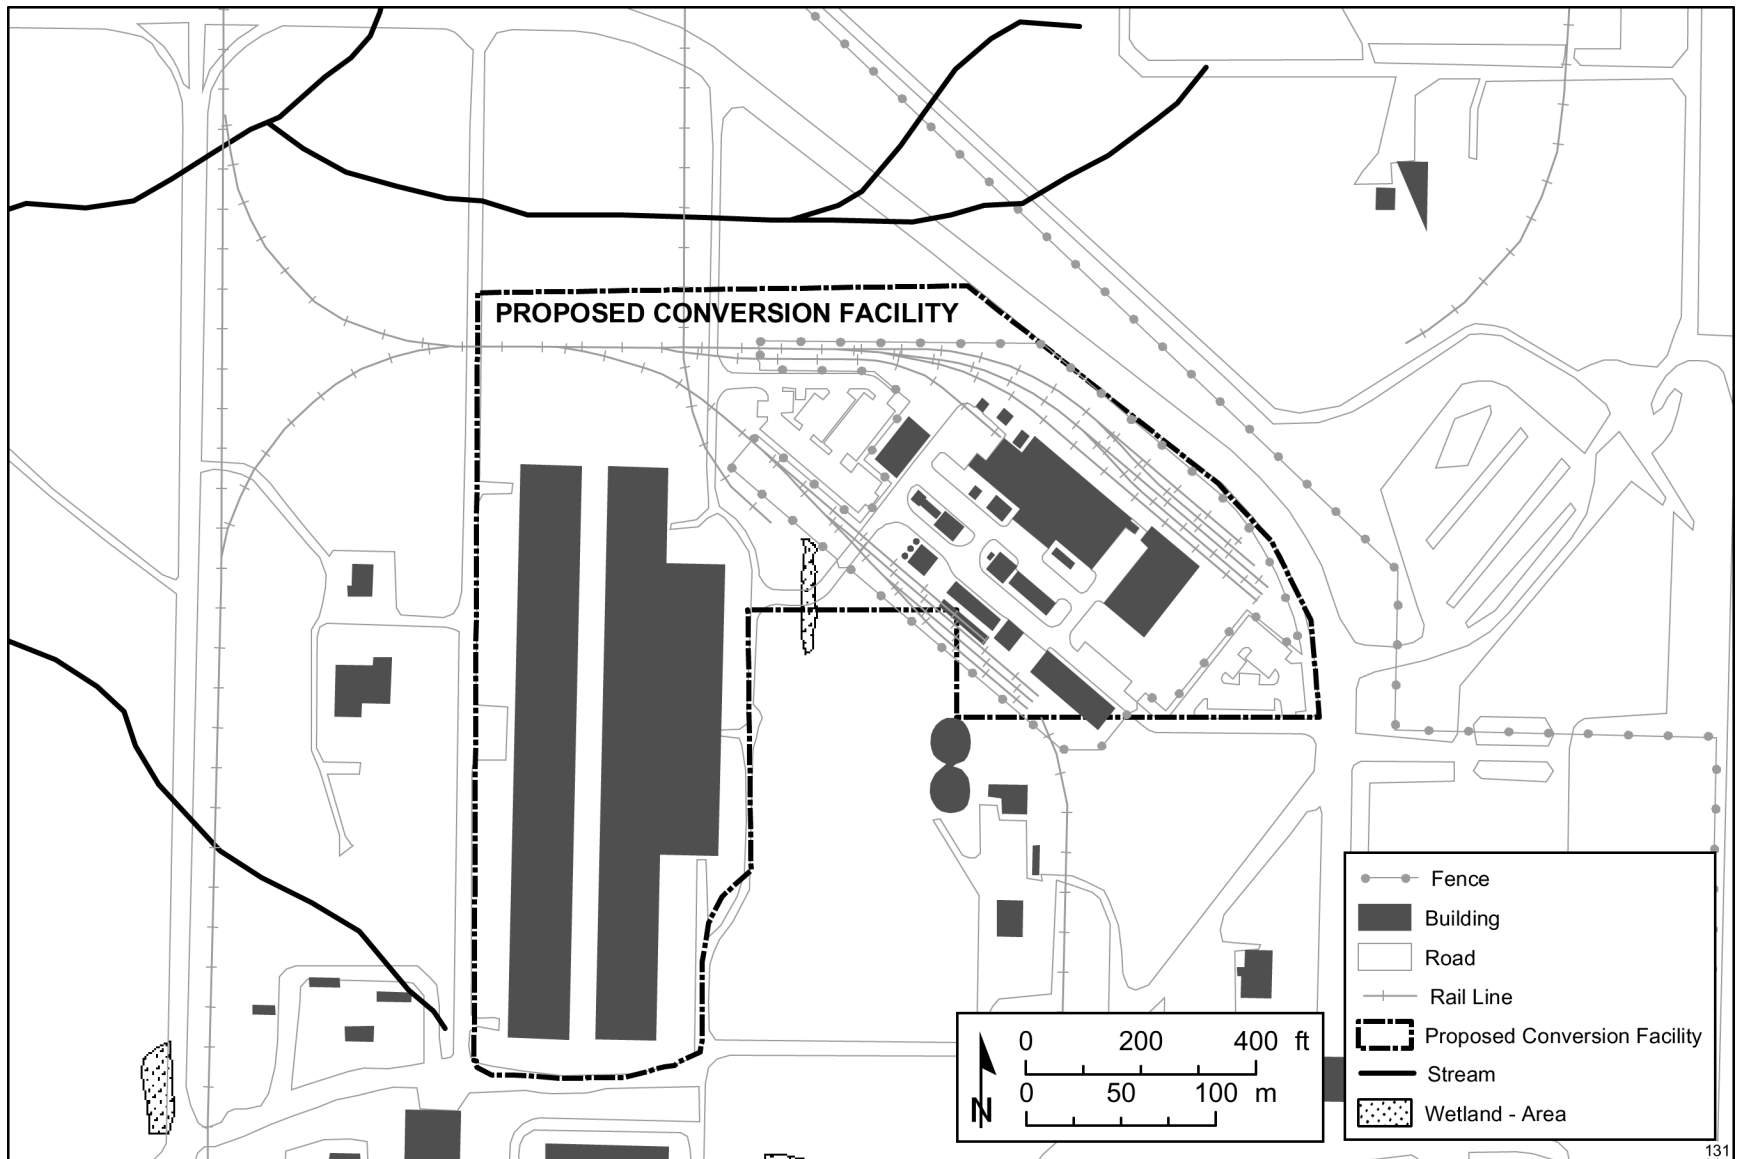 PROPOSED CONVERSION FACILITY
Fence
Building
Road
Rail Line
Proposed Conversion Facility
Stream
Wetland - Area
0 200 400 ft
0 50 100 m
N
131